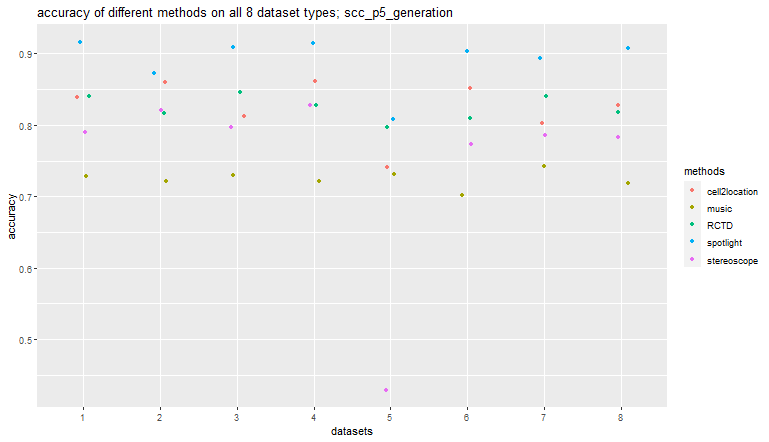 accuracy of different methods on all 8 dataset types; scc_p5_generation
accuracy
0.9
0.8
0.7
0.6
0.5
1 2 3 4 5 6 7 8
datasets
methods
cell2location
music
RCTD
spotlight
stereoscope